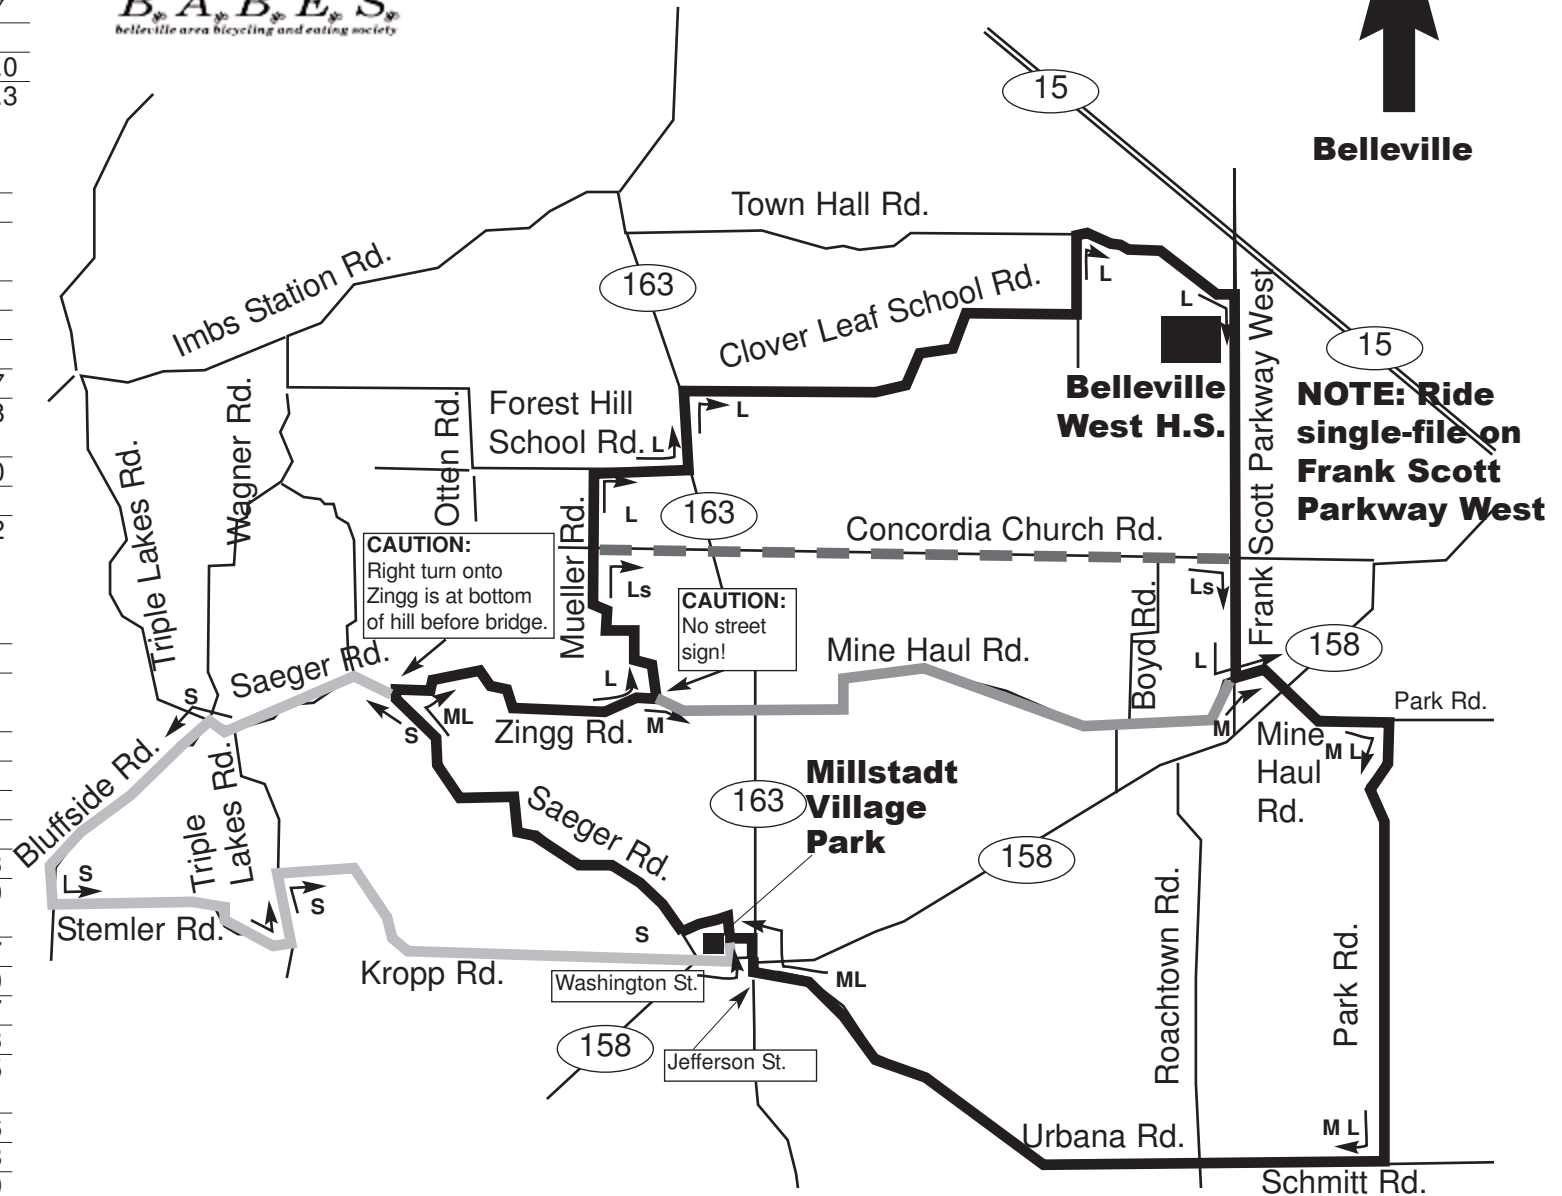 B. A. B. E. S.
belleville area bicycling and eating society
.0
.3
15
Belleville
Town Hall Rd.
Imbs Station Rd.
163
Clover Leaf School Rd.
L
L
Frank Scott Parkway West
15
Belleville
West H.S.
NOTE: Ride
single-file on
Frank Scott
Parkway West
Wagner Rd.
Otten Rd.
Forest Hill
School Rd.
L
L
Triple Lakes Rd.
L
163
Concordia Church Rd.
Mueller Rd.
CAUTION:
Right turn onto
Zingg is at bottom
of hill before bridge.
Ls
CAUTION:
No street
sign!
Ls
Boyd Rd.
Mine Haul Rd.
L
158
Saeger Rd.
S
L
ML
S
Zingg Rd.
M
M
Park Rd.
Mine
Haul
Rd.
M L
Bluffside Rd.
Triple
Lakes Rd.
Saeger Rd.
163
Millstadt
Village
Park
158
S
S
Stemler Rd.
S
Kropp Rd.
Washington St.
ML
158
Jefferson St.
Roachtown Rd.
Park Rd.
Urbana Rd.
M L
Schmitt Rd.